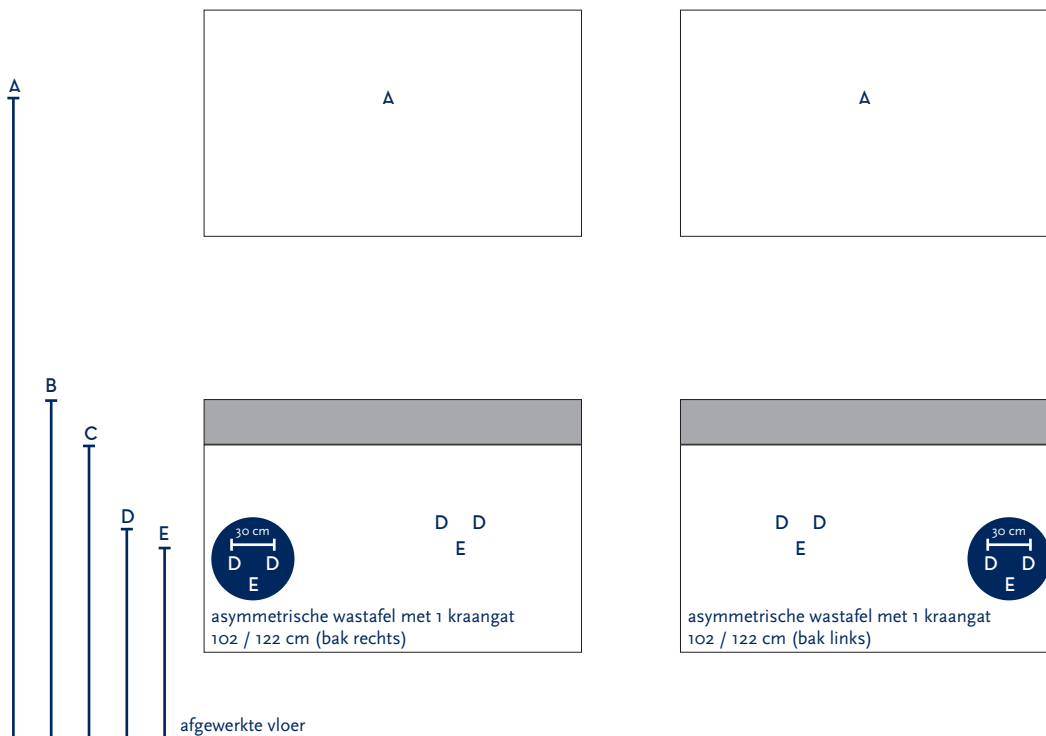 A
A
A
B
C
D
E
D D
E
30 cm
D D
E
asymmetrische wastafel met 1 kraangat
102 / 122 cm (bak rechts)
D D
E
30 cm
D D
E
asymmetrische wastafel met 1 kraangat
102 / 122 cm (bak links)
afgewerkte vloer